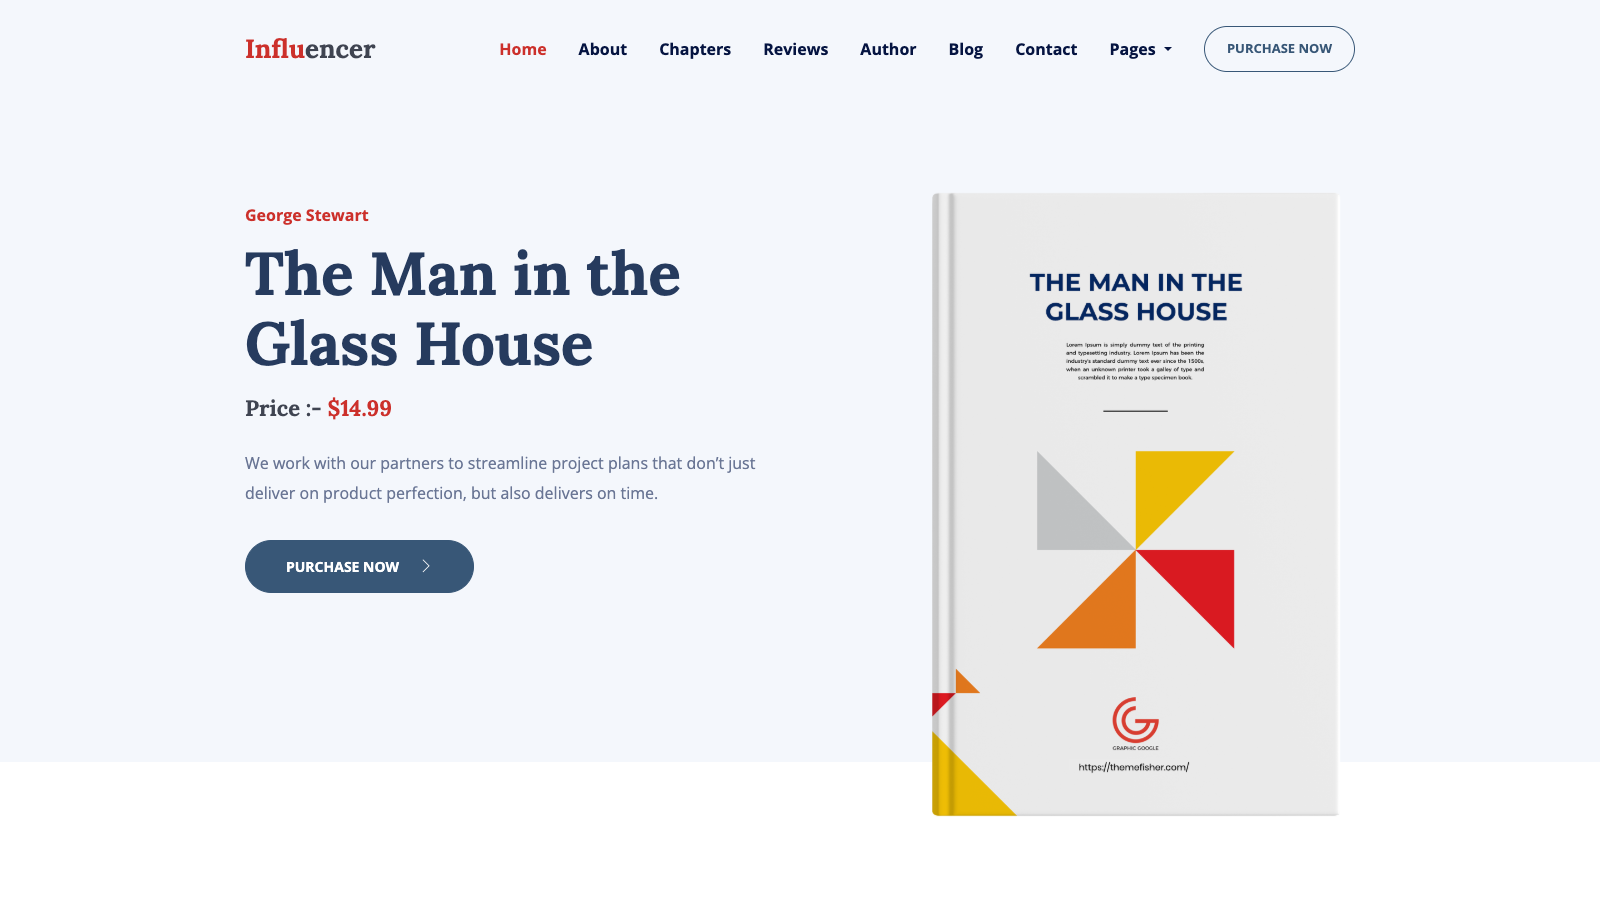 Influencer
Home About Chapters Reviews Author Blog Contact Pages PURCHASE NOW
George Stewart
The Man in the
Glass House
Price :- $14.99
We work with our partners to streamline project plans that don’t just
deliver on product perfection, but also delivers on time.
PURCHASE NOW
THE MAN IN THE
GLASS HOUSE
Lorem Ipsum is simply dummy text of the printing
and typesetting industry. Lorem Ipsum has been the
industry's standard dummy text ever since the 1500s,
when an unknown printer took a galley of type and
scrambled it to make a type specimen book.
GRAPHIC GOOGLE
https://themefisher.com/